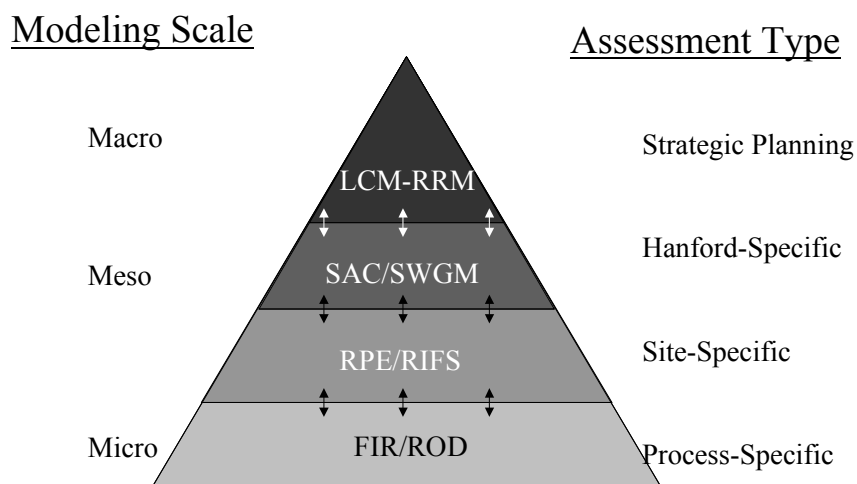 Modeling Scale
Assessment Type
Macro
Strategic Planning
LCM-RRM
Hanford-Specific
Meso
SAC/SWGM
Site-Specific
RPE/RIFS
Micro
FIR/ROD
Process-Specific